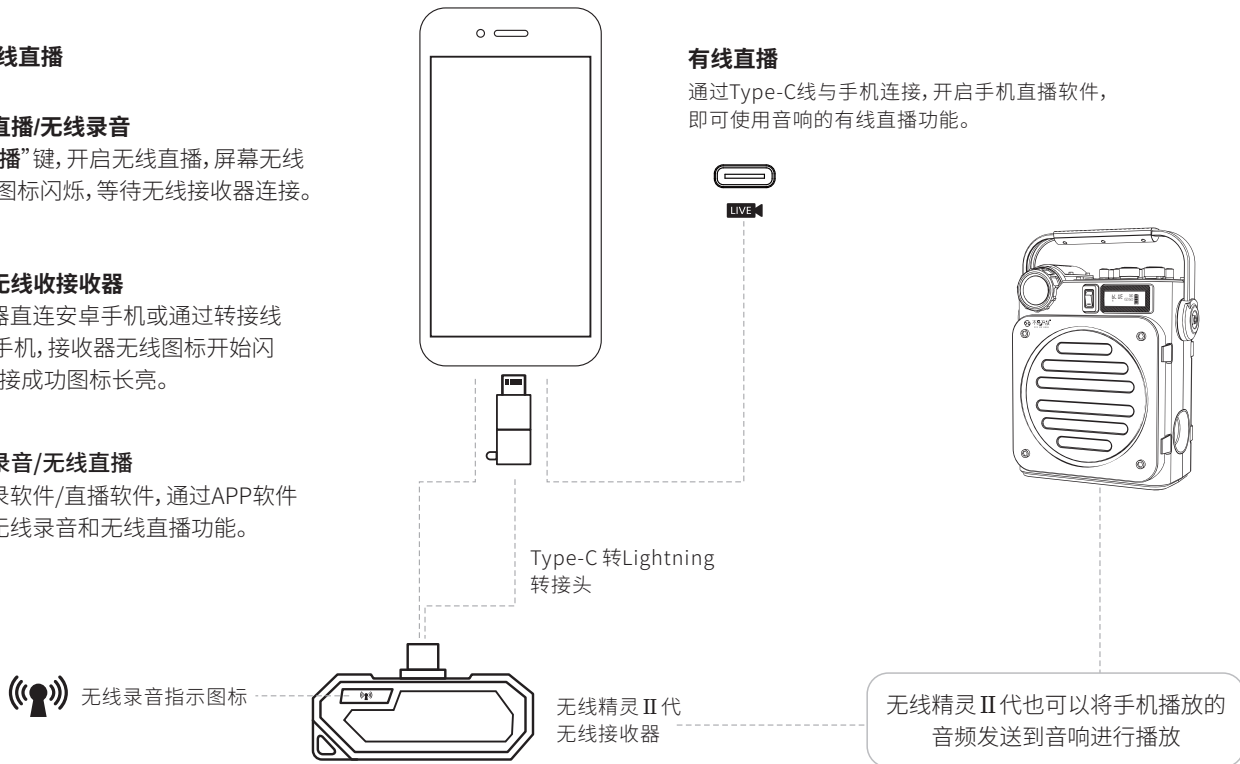 线直播
直播/无线录音
播”键，开启无线直播，屏幕无线
图标闪烁，等待无线接收器连接。
无线收接收器
器直连安卓手机或通过转接线
手机，接收器无线图标开始闪
接成功图标长亮。
录音/无线直播
录软件/直播软件，通过APP软件
无线录音和无线直播功能。
有线直播
通过Type-C线与手机连接，开启手机直播软件，
即可使用音响的有线直播功能。
LIVE
Type-C 转Lightning
转接头
无线录音指示图标
无线精灵Ⅱ代
无线接收器
无线精灵Ⅱ代也可以将手机播放的
音频发送到音响进行播放